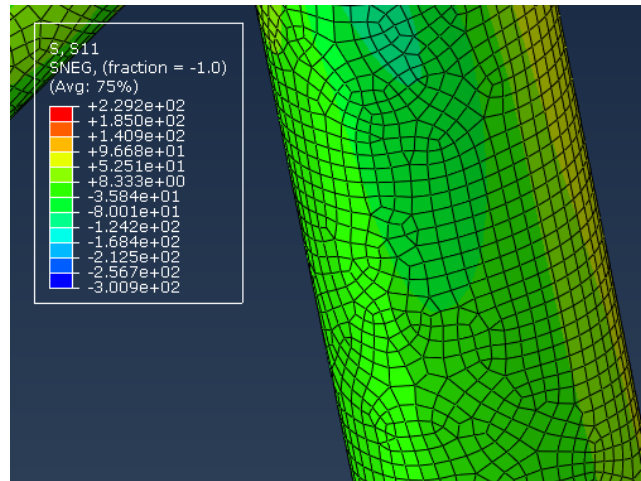 S, S11
SNEG, (fraction = -1.0)
(Avg: 75%)
+2.292e+02
+1.850e+02
+1.409e+02
+9.668e+01
+5.251e+01
+8.333e+00
-3.584e+01
-8.001e+01
-1.242e+02
-1.684e+02
-2.125e+02
-2.567e+02
-3.009e+02